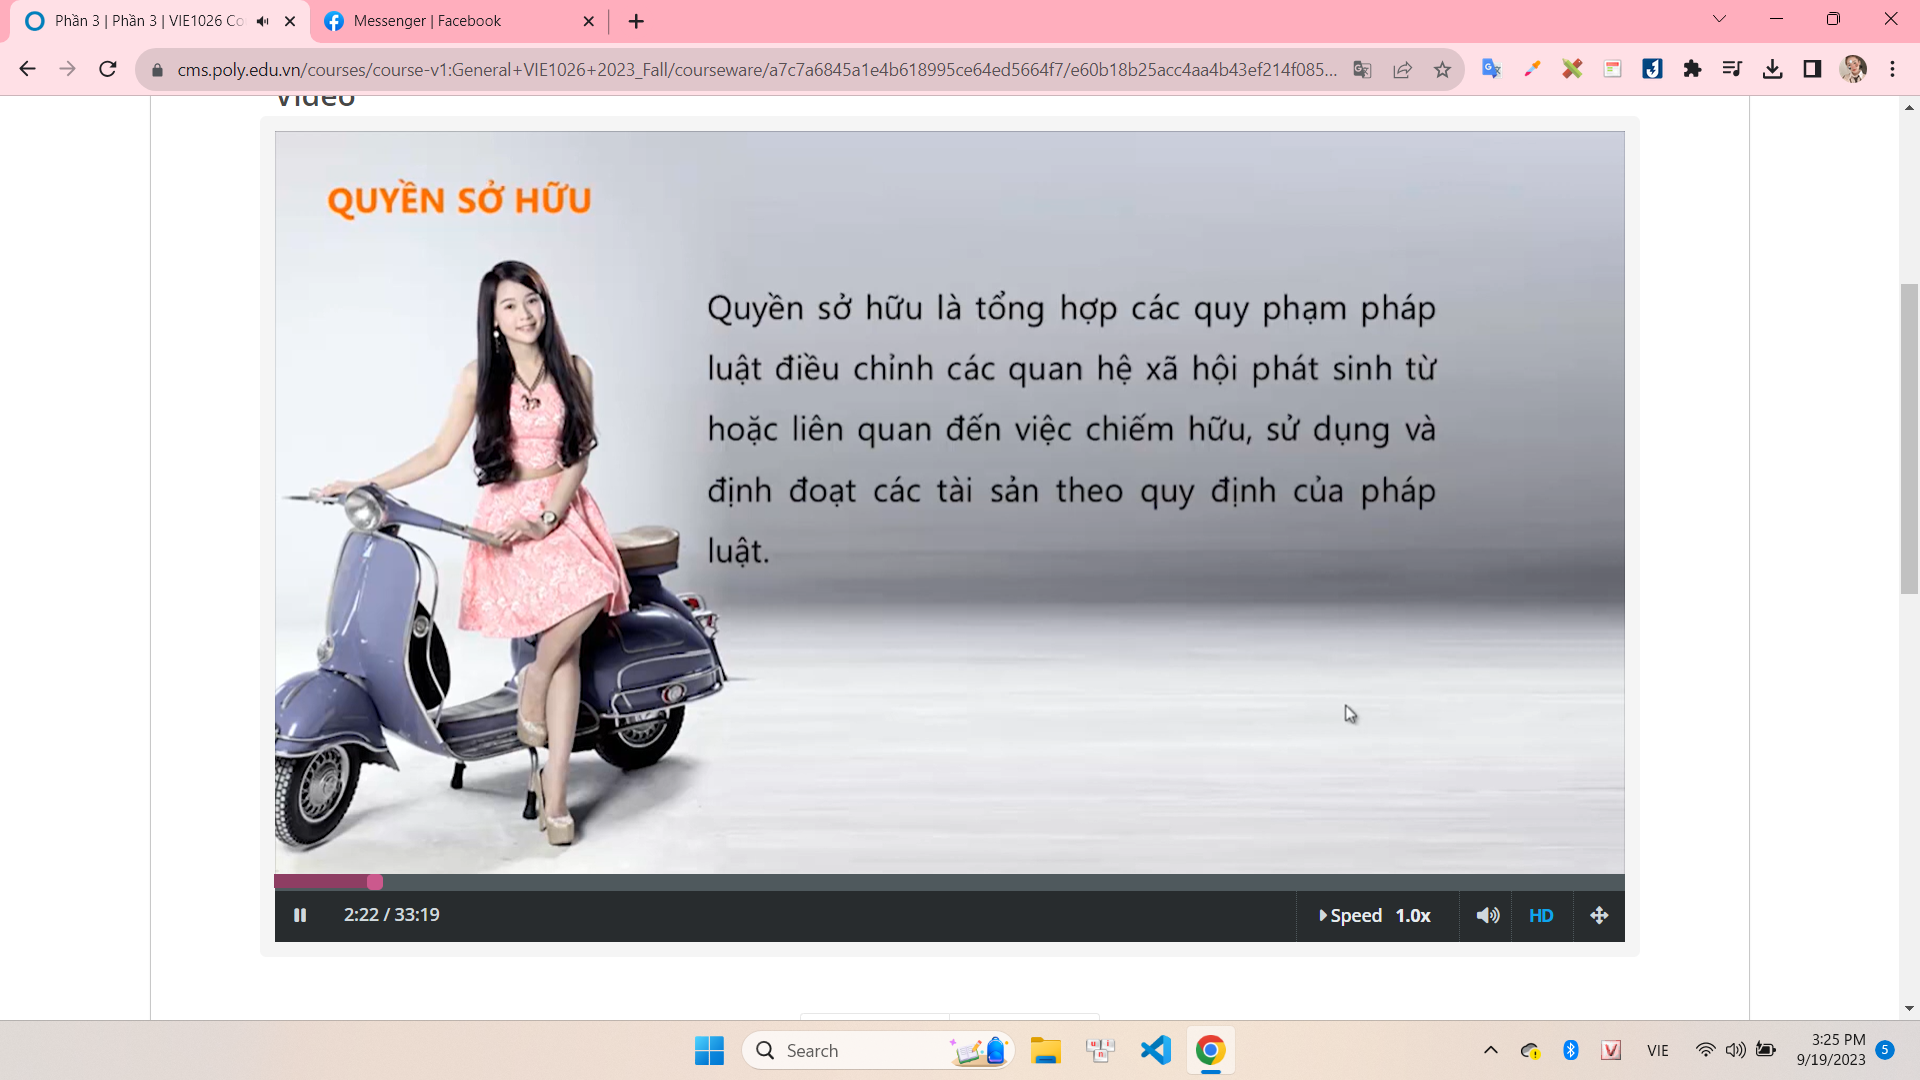 Phần 3 | Phần 3 | VIE1026 Co
Messenger | Facebook
cms.poly.edu.vn/courses/course-v1:General+VIE1026+2023_Fall/courseware/a7c7a6845a1e4b618995ce64ed5664f7/e60b18b25acc4aa4b43ef214f085...
Video
QUYỀN SỞ HỮU
Quyền sở hữu là tổng hợp các quy phạm pháp
luật điều chỉnh các quan hệ xã hội phát sinh từ
hoặc liên quan đến việc chiếm hữu, sử dụng và
định đoạt các tài sản theo quy định của pháp
luật.
2:22 / 33:19
Speed 1.0x
HD
Search
VIE
3:25 PM
9/19/2023
5